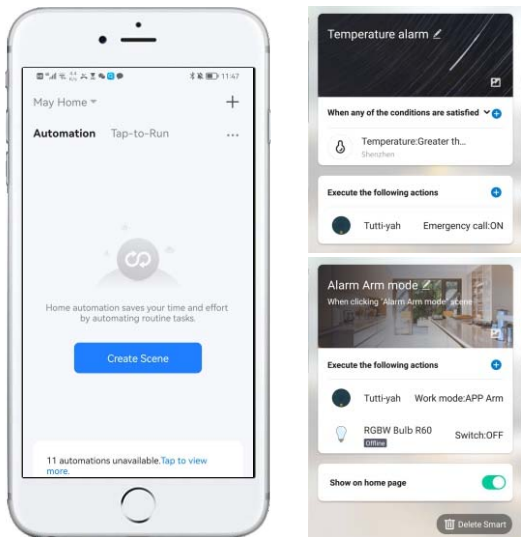 11:47
May Home
Automation Tap-to-Run
Home automation saves your time and effort
by automating routine tasks.
Create Scene
11 automations unavailable.Tap to view
more.
Temperature alarm
When any of the conditions are satisfied
Temperature:Greater th...
Shenzhen
Execute the following actions
Tutti-yah Emergency call:ON
Alarm Arm mode
When clicking "Alarm Arm mode" scene
Execute the following actions
Tutti-yah Work mode:APP Arm
RGBW Bulb R60
Offline
Switch:OFF
Show on home page
Delete Smart